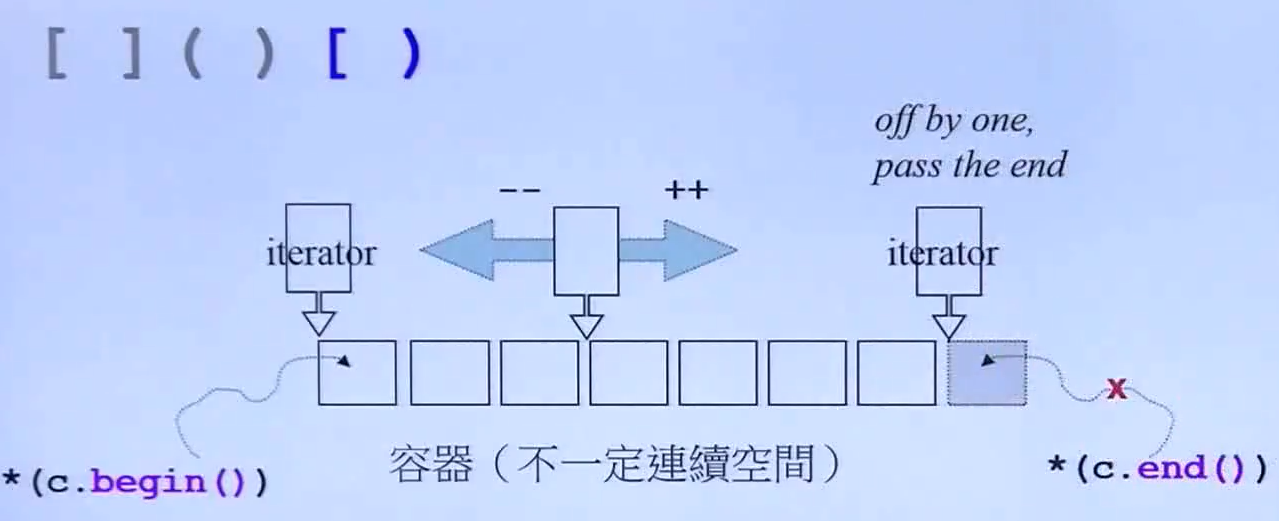 [ ] ( ) [ )
off by one,
pass the end
-- ++
iterator
iterator
x
容器（不一定連續空間）
*(c.begin())
*(c.end())